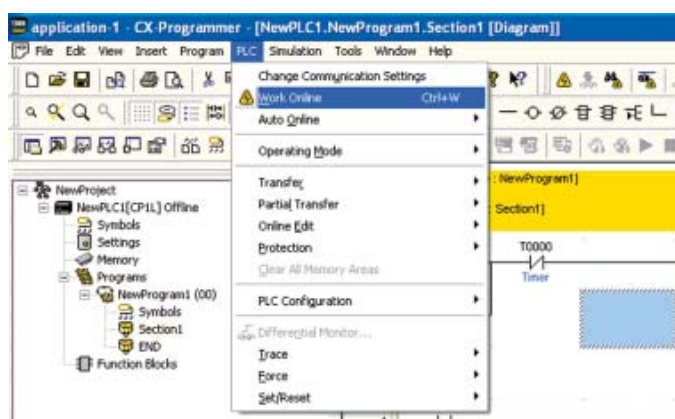 application-1 - CX-Programmer - [NewPLC1.NewProgram1.Section1 [Diagram]]
File Edit View Insert Program PLC Simulation Tools Window Help
Change Communication Settings
Work Online Ctrl+W
Auto Online
Operating Mode
Transfer
Partial Transfer
Online Edit
Protection
Clear All Memory Areas
PLC Configuration
Differential Monitor...
Trace
Force
Set/Reset
NewProject
NewPLC1[CP1L] Offline
Symbols
Settings
Memory
Programs
NewProgram1 (00)
Symbols
Section1
END
Function Blocks
: NewProgram1]
: Section1]
T0000
Timer